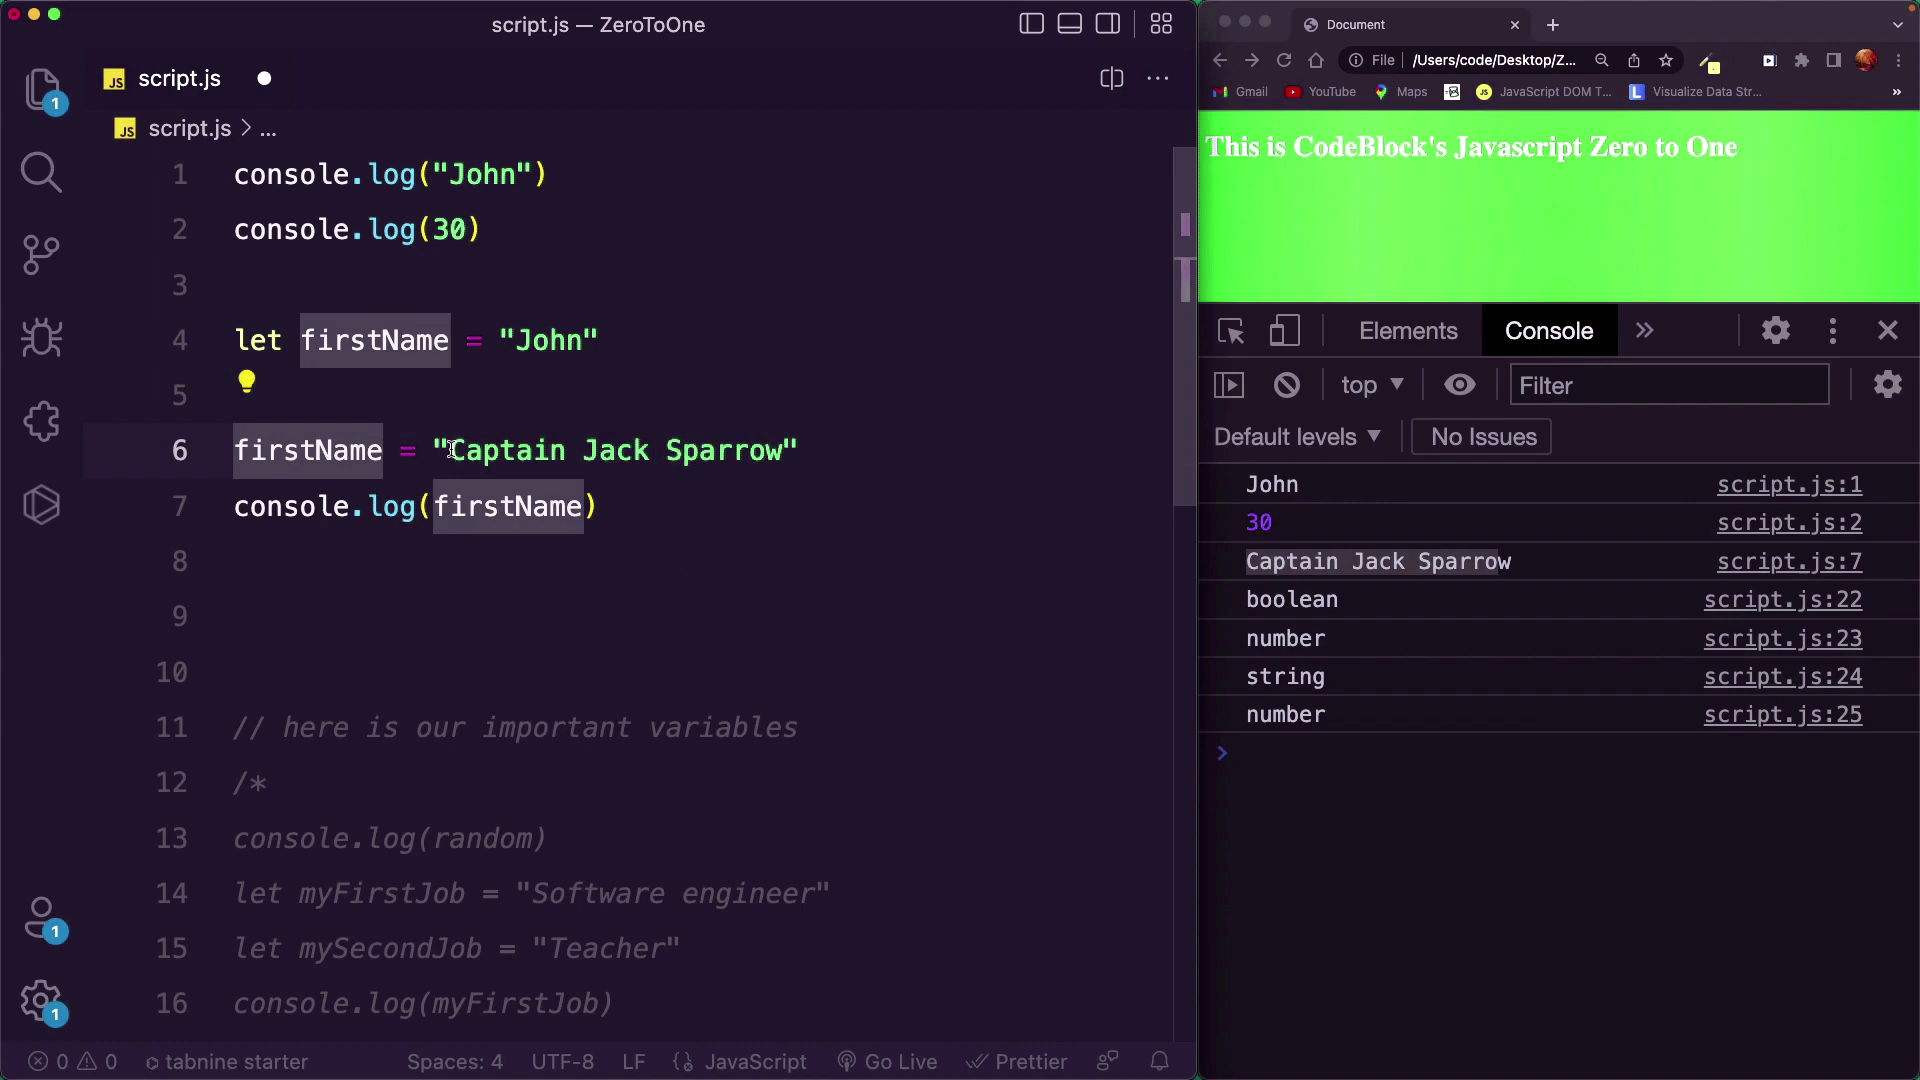 script.js — ZeroToOne
script.js
script.js > ...
1 console.log("John")
2 console.log(30)
3
4 let firstName = "John"
5
6 firstName = "Captain Jack Sparrow"
7 console.log(firstName)
8
9
10
11 // here is our important variables
12 /*
13 console.log(random)
14 let myFirstJob = "Software engineer"
15 let mySecondJob = "Teacher"
16 console.log(myFirstJob)
1
1
1
0 0 tabnine starter Spaces: 4 UTF-8 LF JavaScript Go Live Prettier
Document
File /Users/code/Desktop/Z...
Gmail YouTube Maps JavaScript DOM T... Visualize Data Str... »
This is CodeBlock's Javascript Zero to One
Elements Console »
top Filter
Default levels No Issues
John script.js:1
30 script.js:2
Captain Jack Sparrow script.js:7
boolean script.js:22
number script.js:23
string script.js:24
number script.js:25
>